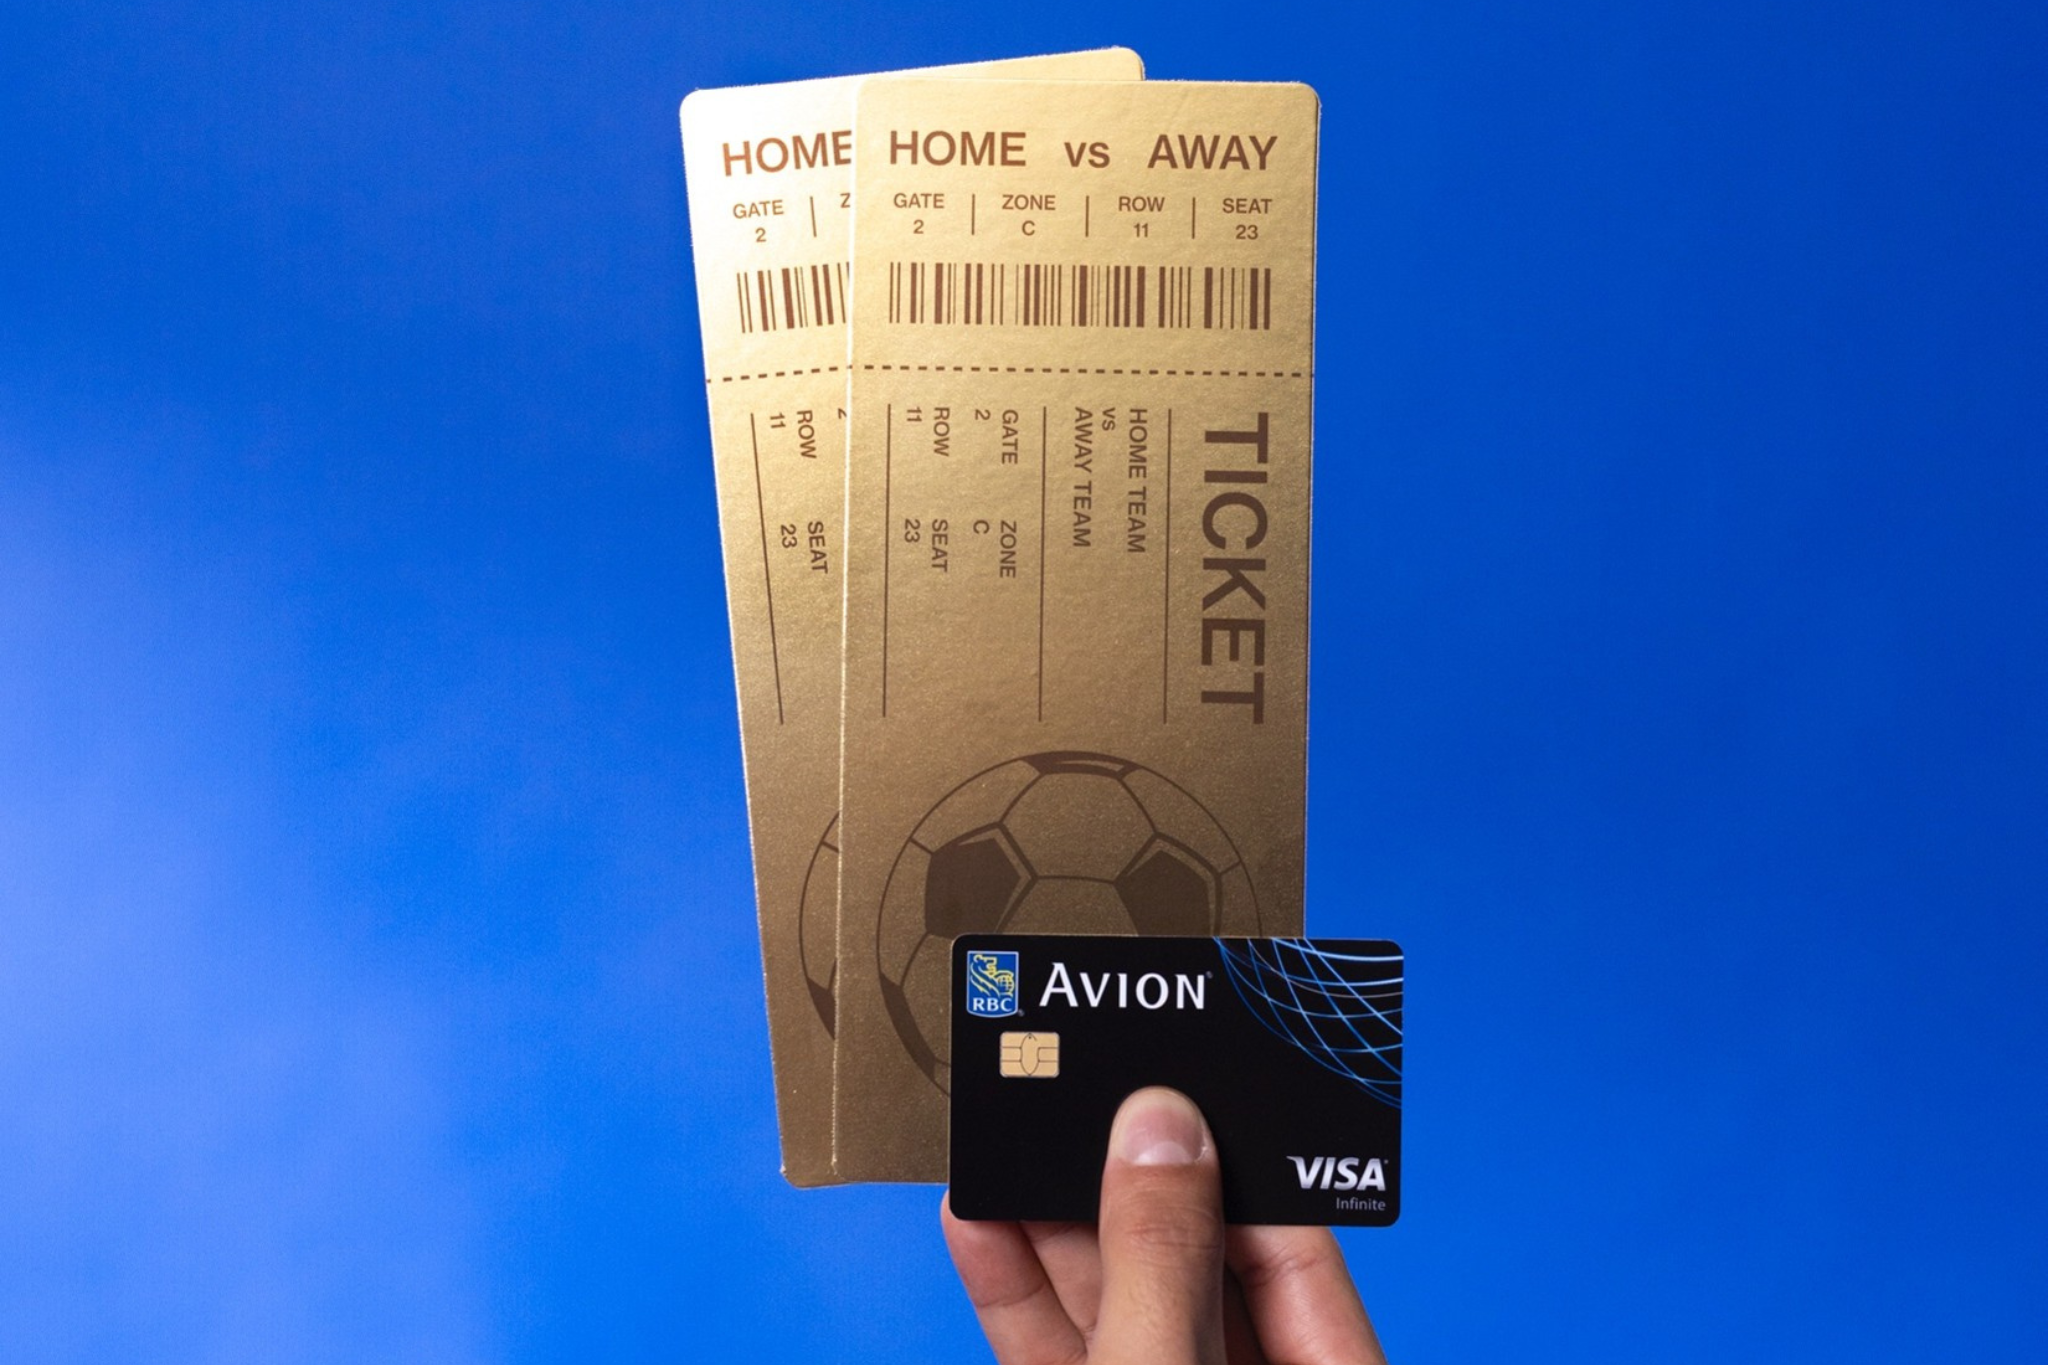 HOME
GATE
2
Z
ROW
11
SEAT
23
HOME vs AWAY
GATE ZONE ROW SEAT
2 C 11 23
TICKET
HOME TEAM
vs
AWAY TEAM
GATE ZONE
2 C
ROW SEAT
11 23
RBC® AVION®
VISA
Infinite